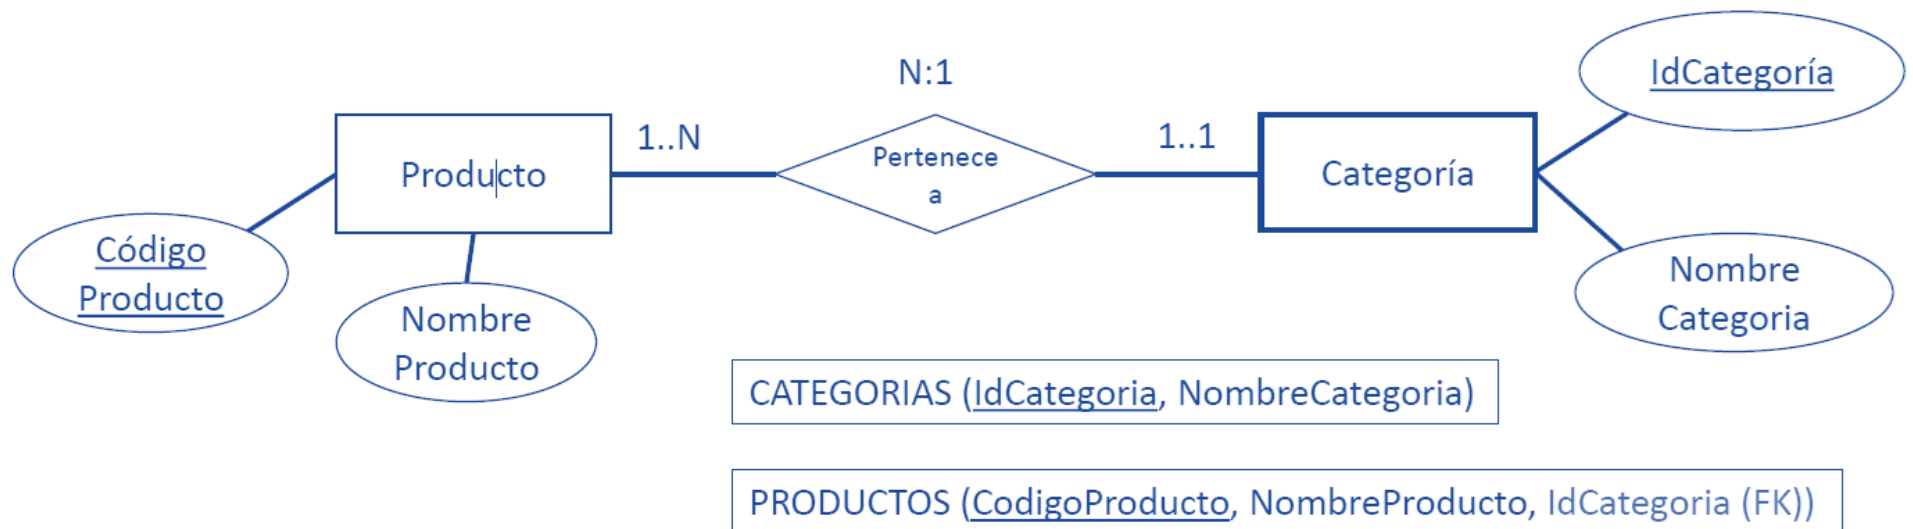 N:1
IdCategoría
1..N
1..1
Producto
Pertenece
a
Categoría
Código
Producto
Nombre
Producto
Nombre
Categoria
CATEGORIAS (IdCategoria, NombreCategoria)
PRODUCTOS (CodigoProducto, NombreProducto, IdCategoria (FK))